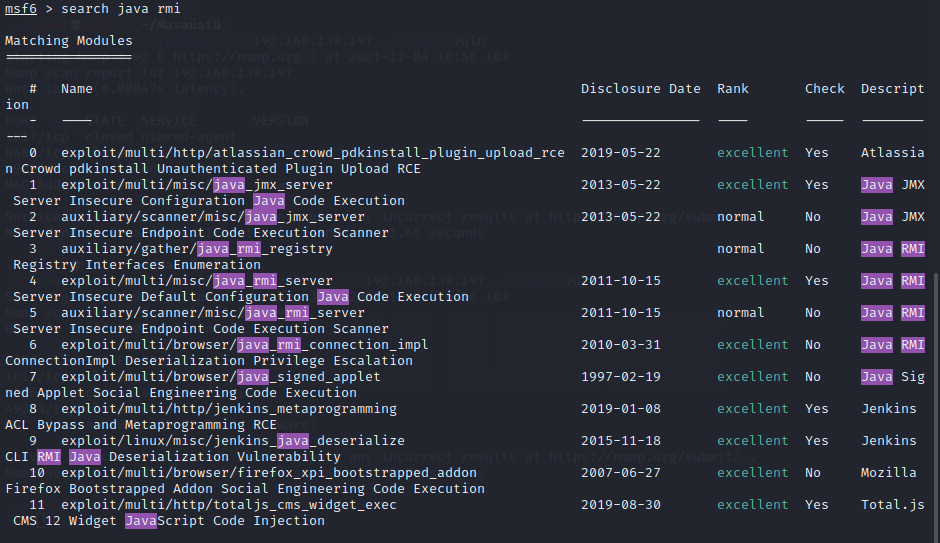 msf6 > search java rmi
Matching Modules
================
# Name Disclosure Date Rank Check Descript
ion
- ---- --------------- ---- ----- --------
---
0 exploit/multi/http/atlassian_crowd_pdkinstall_plugin_upload_rce 2019-05-22 excellent Yes Atlassia
n Crowd pdkinstall Unauthenticated Plugin Upload RCE
1 exploit/multi/misc/java_jmx_server 2013-05-22 excellent Yes Java JMX
Server Insecure Configuration Java Code Execution
2 auxiliary/scanner/misc/java_jmx_server 2013-05-22 normal No Java JMX
Server Insecure Endpoint Code Execution Scanner
3 auxiliary/gather/java_rmi_registry normal No Java RMI
Registry Interfaces Enumeration
4 exploit/multi/misc/java_rmi_server 2011-10-15 excellent Yes Java RMI
Server Insecure Default Configuration Java Code Execution
5 auxiliary/scanner/misc/java_rmi_server 2011-10-15 normal No Java RMI
Server Insecure Endpoint Code Execution Scanner
6 exploit/multi/browser/java_rmi_connection_impl 2010-03-31 excellent No Java RMI
ConnectionImpl Deserialization Privilege Escalation
7 exploit/multi/browser/java_signed_applet 1997-02-19 excellent No Java Sig
ned Applet Social Engineering Code Execution
8 exploit/multi/http/jenkins_metaprogramming 2019-01-08 excellent Yes Jenkins
ACL Bypass and Metaprogramming RCE
9 exploit/linux/misc/jenkins_java_deserialize 2015-11-18 excellent Yes Jenkins
CLI RMI Java Deserialization Vulnerability
10 exploit/multi/browser/firefox_xpi_bootstrapped_addon 2007-06-27 excellent No Mozilla
Firefox Bootstrapped Addon Social Engineering Code Execution
11 exploit/multi/http/totaljs_cms_widget_exec 2019-08-30 excellent Yes Total.js
CMS 12 Widget JavaScript Code Injection